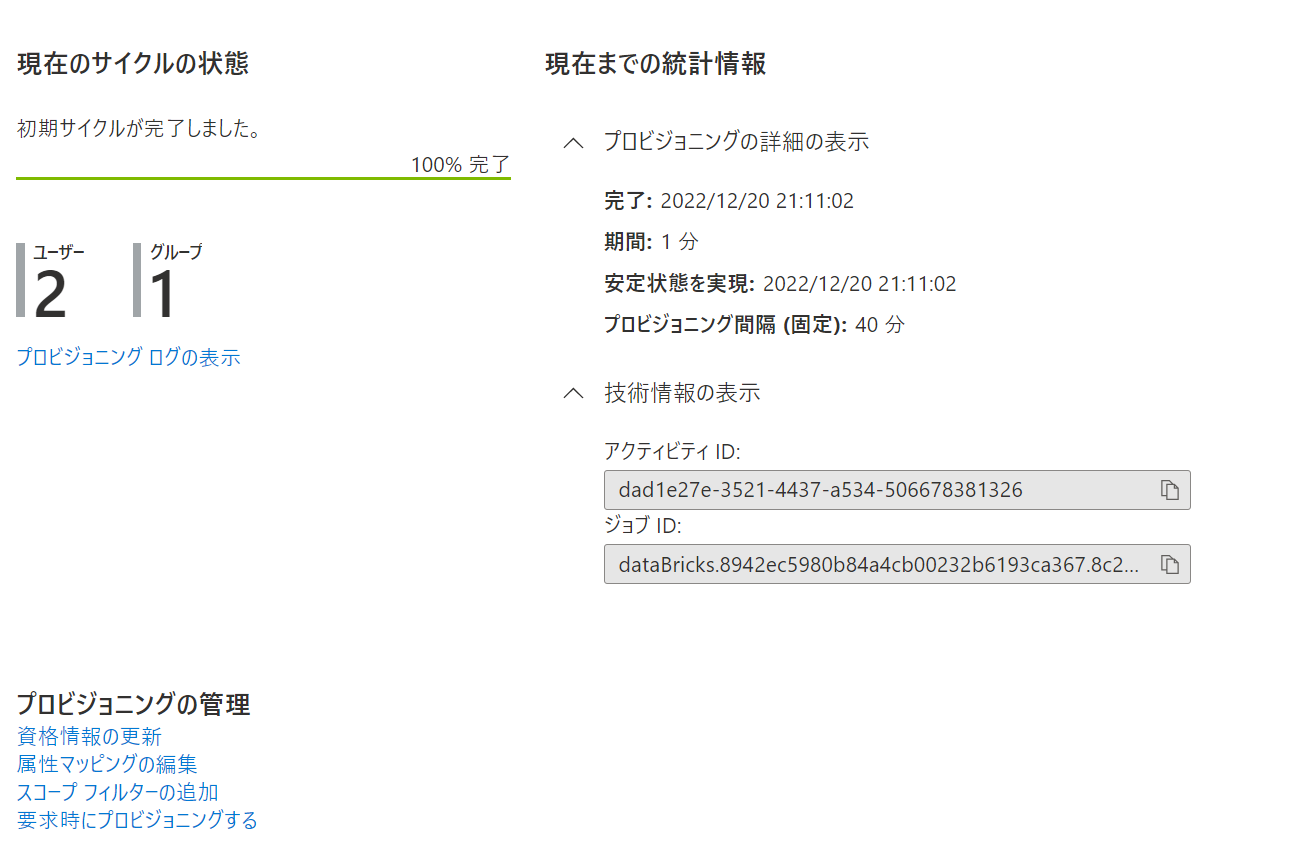 現在のサイクルの状態
初期サイクルが完了しました。
100% 完了
ユーザー
2
グループ
1
プロビジョニング ログの表示
現在までの統計情報
プロビジョニングの詳細の表示
完了: 2022/12/20 21:11:02
期間: 1 分
安定状態を実現: 2022/12/20 21:11:02
プロビジョニング間隔 (固定): 40 分
技術情報の表示
アクティビティ ID:
dad1e27e-3521-4437-a534-506678381326
ジョブ ID:
dataBricks.8942ec5980b84a4cb00232b6193ca367.8c2...
プロビジョニングの管理
資格情報の更新
属性マッピングの編集
スコープ フィルターの追加
要求時にプロビジョニングする